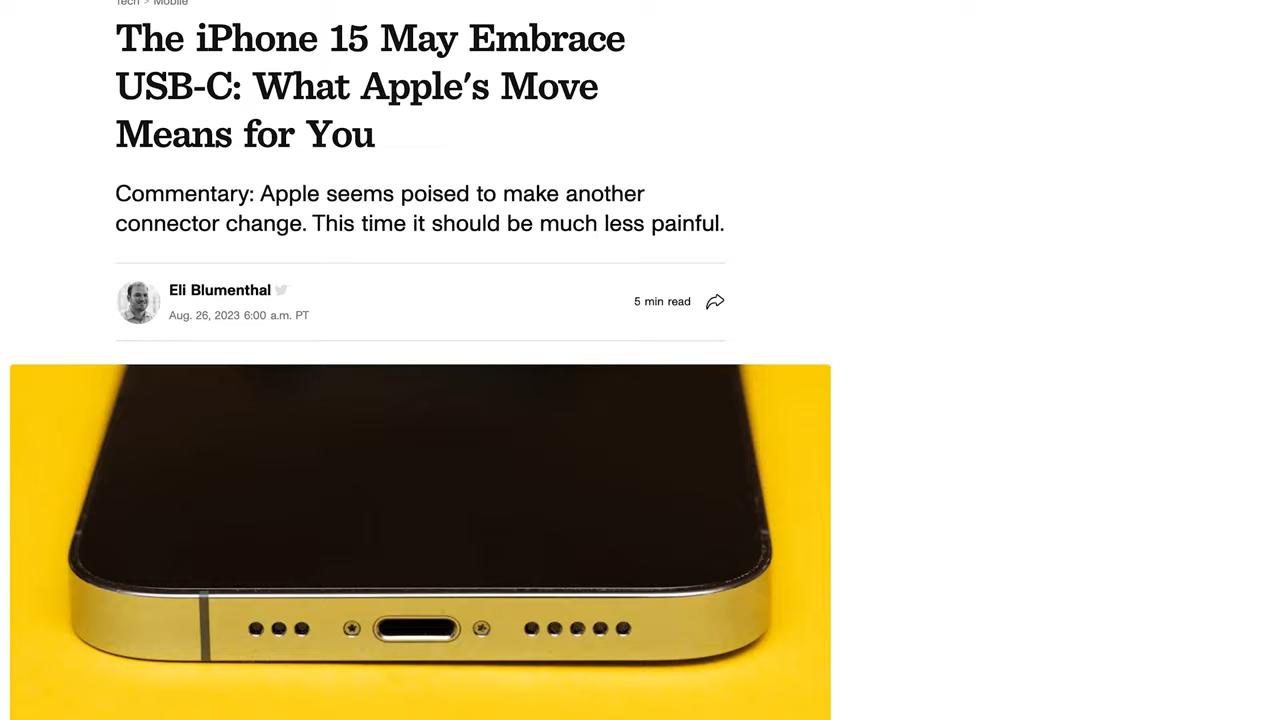 Tech > Mobile
The iPhone 15 May Embrace
USB-C: What Apple's Move
Means for You
Commentary: Apple seems poised to make another
connector change. This time it should be much less painful.
Eli Blumenthal
5 min read
Aug. 26, 2023 6:00 a.m. PT